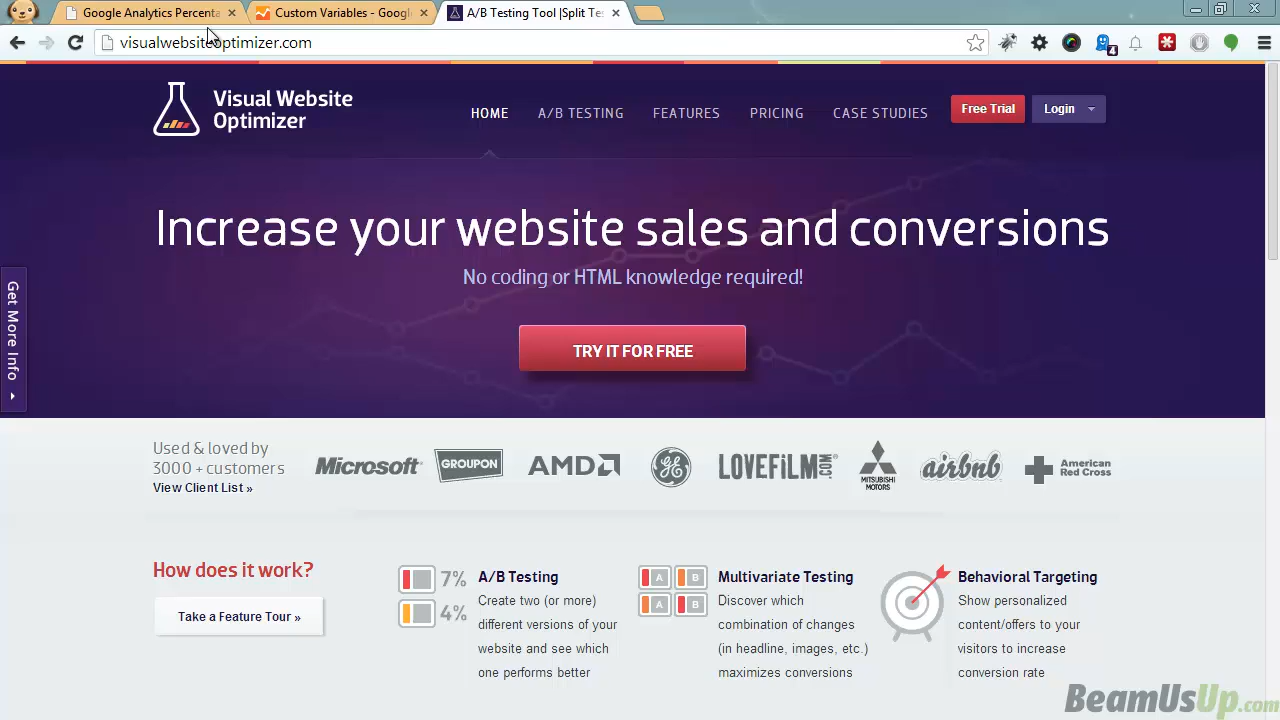 Google Analytics Percenta
Custom Variables - Google
A/B Testing Tool |Split Tes
visualwebsiteoptimizer.com
4
Visual Website
Optimizer
HOME
A/B TESTING
FEATURES
PRICING
CASE STUDIES
Free Trial
Login
Increase your website sales and conversions
No coding or HTML knowledge required!
TRY IT FOR FREE
Get More Info
Used & loved by
3000 + customers
View Client List »
Microsoft
GROUPON
AMD
GE
LOVEFiLM.COM
MITSUBISHI
MOTORS
airbnb
American
Red Cross
How does it work?
Take a Feature Tour »
7%
4%
A/B Testing
Create two (or more)
different versions of your
website and see which
one performs better
A B
A B
Multivariate Testing
Discover which
combination of changes
(in headline, images, etc.)
maximizes conversions
Behavioral Targeting
Show personalized
content/offers to your
visitors to increase
conversion rate
BeamUsUp.com